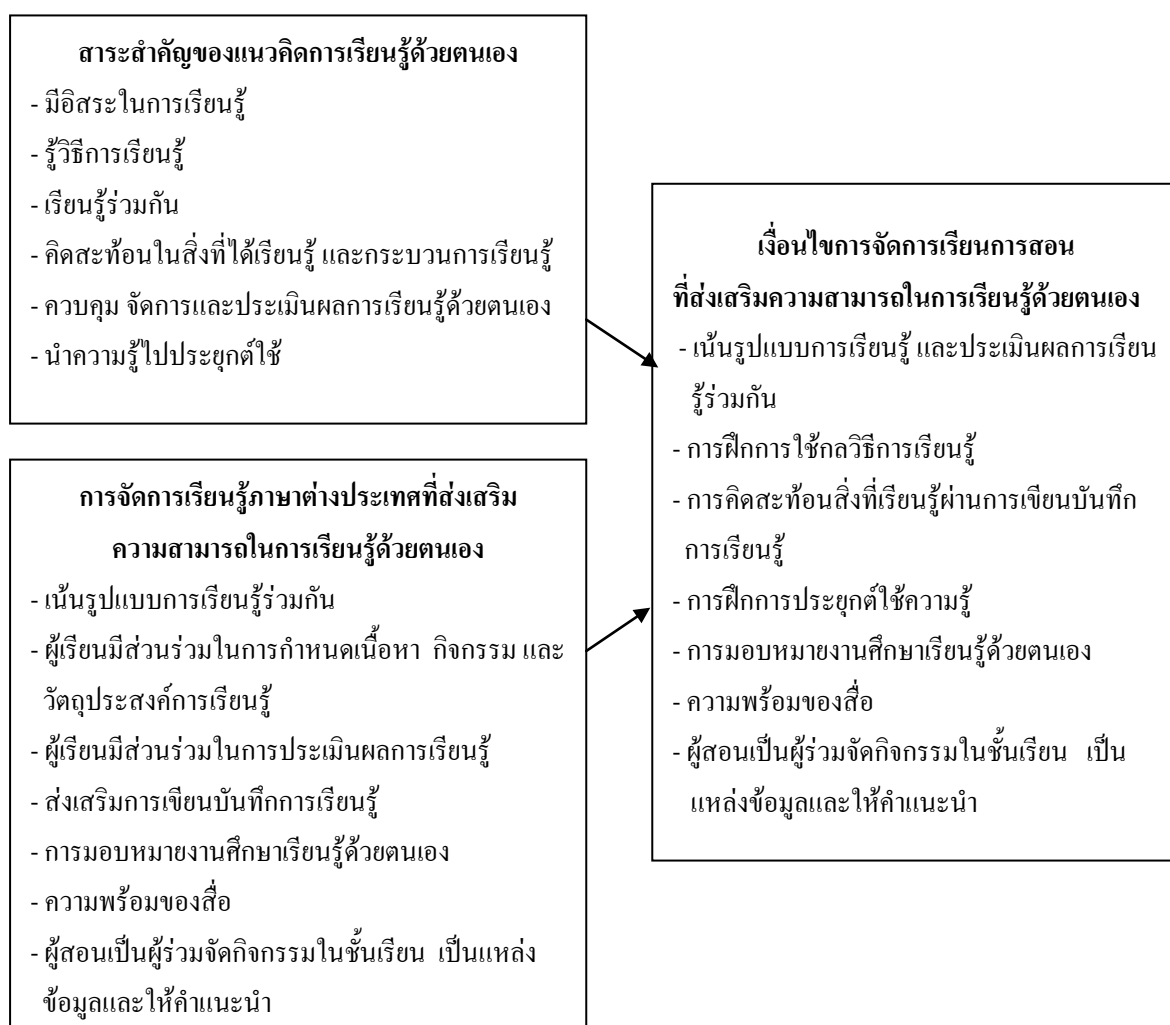 สาระสำคัญของแนวคิดการเรียนรู้ด้วยตนเอง
- มีอิสระในการเรียนรู้
- รู้วิธีการเรียนรู้
- เรียนรู้ร่วมกัน
- คิดสะท้อนในสิ่งที่ได้เรียนรู้ และกระบวนการเรียนรู้
- ควบคุม จัดการและประเมินผลการเรียนรู้ด้วยตนเอง
- นำความรู้ไปประยุกต์ใช้
การจัดการเรียนรู้ภาษาต่างประเทศที่ส่งเสริม
ความสามารถในการเรียนรู้ด้วยตนเอง
- เน้นรูปแบบการเรียนรู้ร่วมกัน
- ผู้เรียนมีส่วนร่วมในการกำหนดเนื้อหา กิจกรรม และ
วัตถุประสงค์การเรียนรู้
- ผู้เรียนมีส่วนร่วมในการประเมินผลการเรียนรู้
- ส่งเสริมการเขียนบันทึกการเรียนรู้
- การมอบหมายงานศึกษาเรียนรู้ด้วยตนเอง
- ความพร้อมของสื่อ
- ผู้สอนเป็นผู้ร่วมจัดกิจกรรมในชั้นเรียน เป็นแหล่ง
ข้อมูลและให้คำแนะนำ
เงื่อนไขการจัดการเรียนการสอน
ที่ส่งเสริมความสามารถในการเรียนรู้ด้วยตนเอง
- เน้นรูปแบบการเรียนรู้ และประเมินผลการเรียน
รู้ร่วมกัน
- การฝึกการใช้กลวิธีการเรียนรู้
- การคิดสะท้อนสิ่งที่เรียนรู้ผ่านการเขียนบันทึก
การเรียนรู้
- การฝึกการประยุกต์ใช้ความรู้
- การมอบหมายงานศึกษาเรียนรู้ด้วยตนเอง
- ความพร้อมของสื่อ
- ผู้สอนเป็นผู้ร่วมจัดกิจกรรมในชั้นเรียน เป็น
แหล่งข้อมูลและให้คำแนะนำ